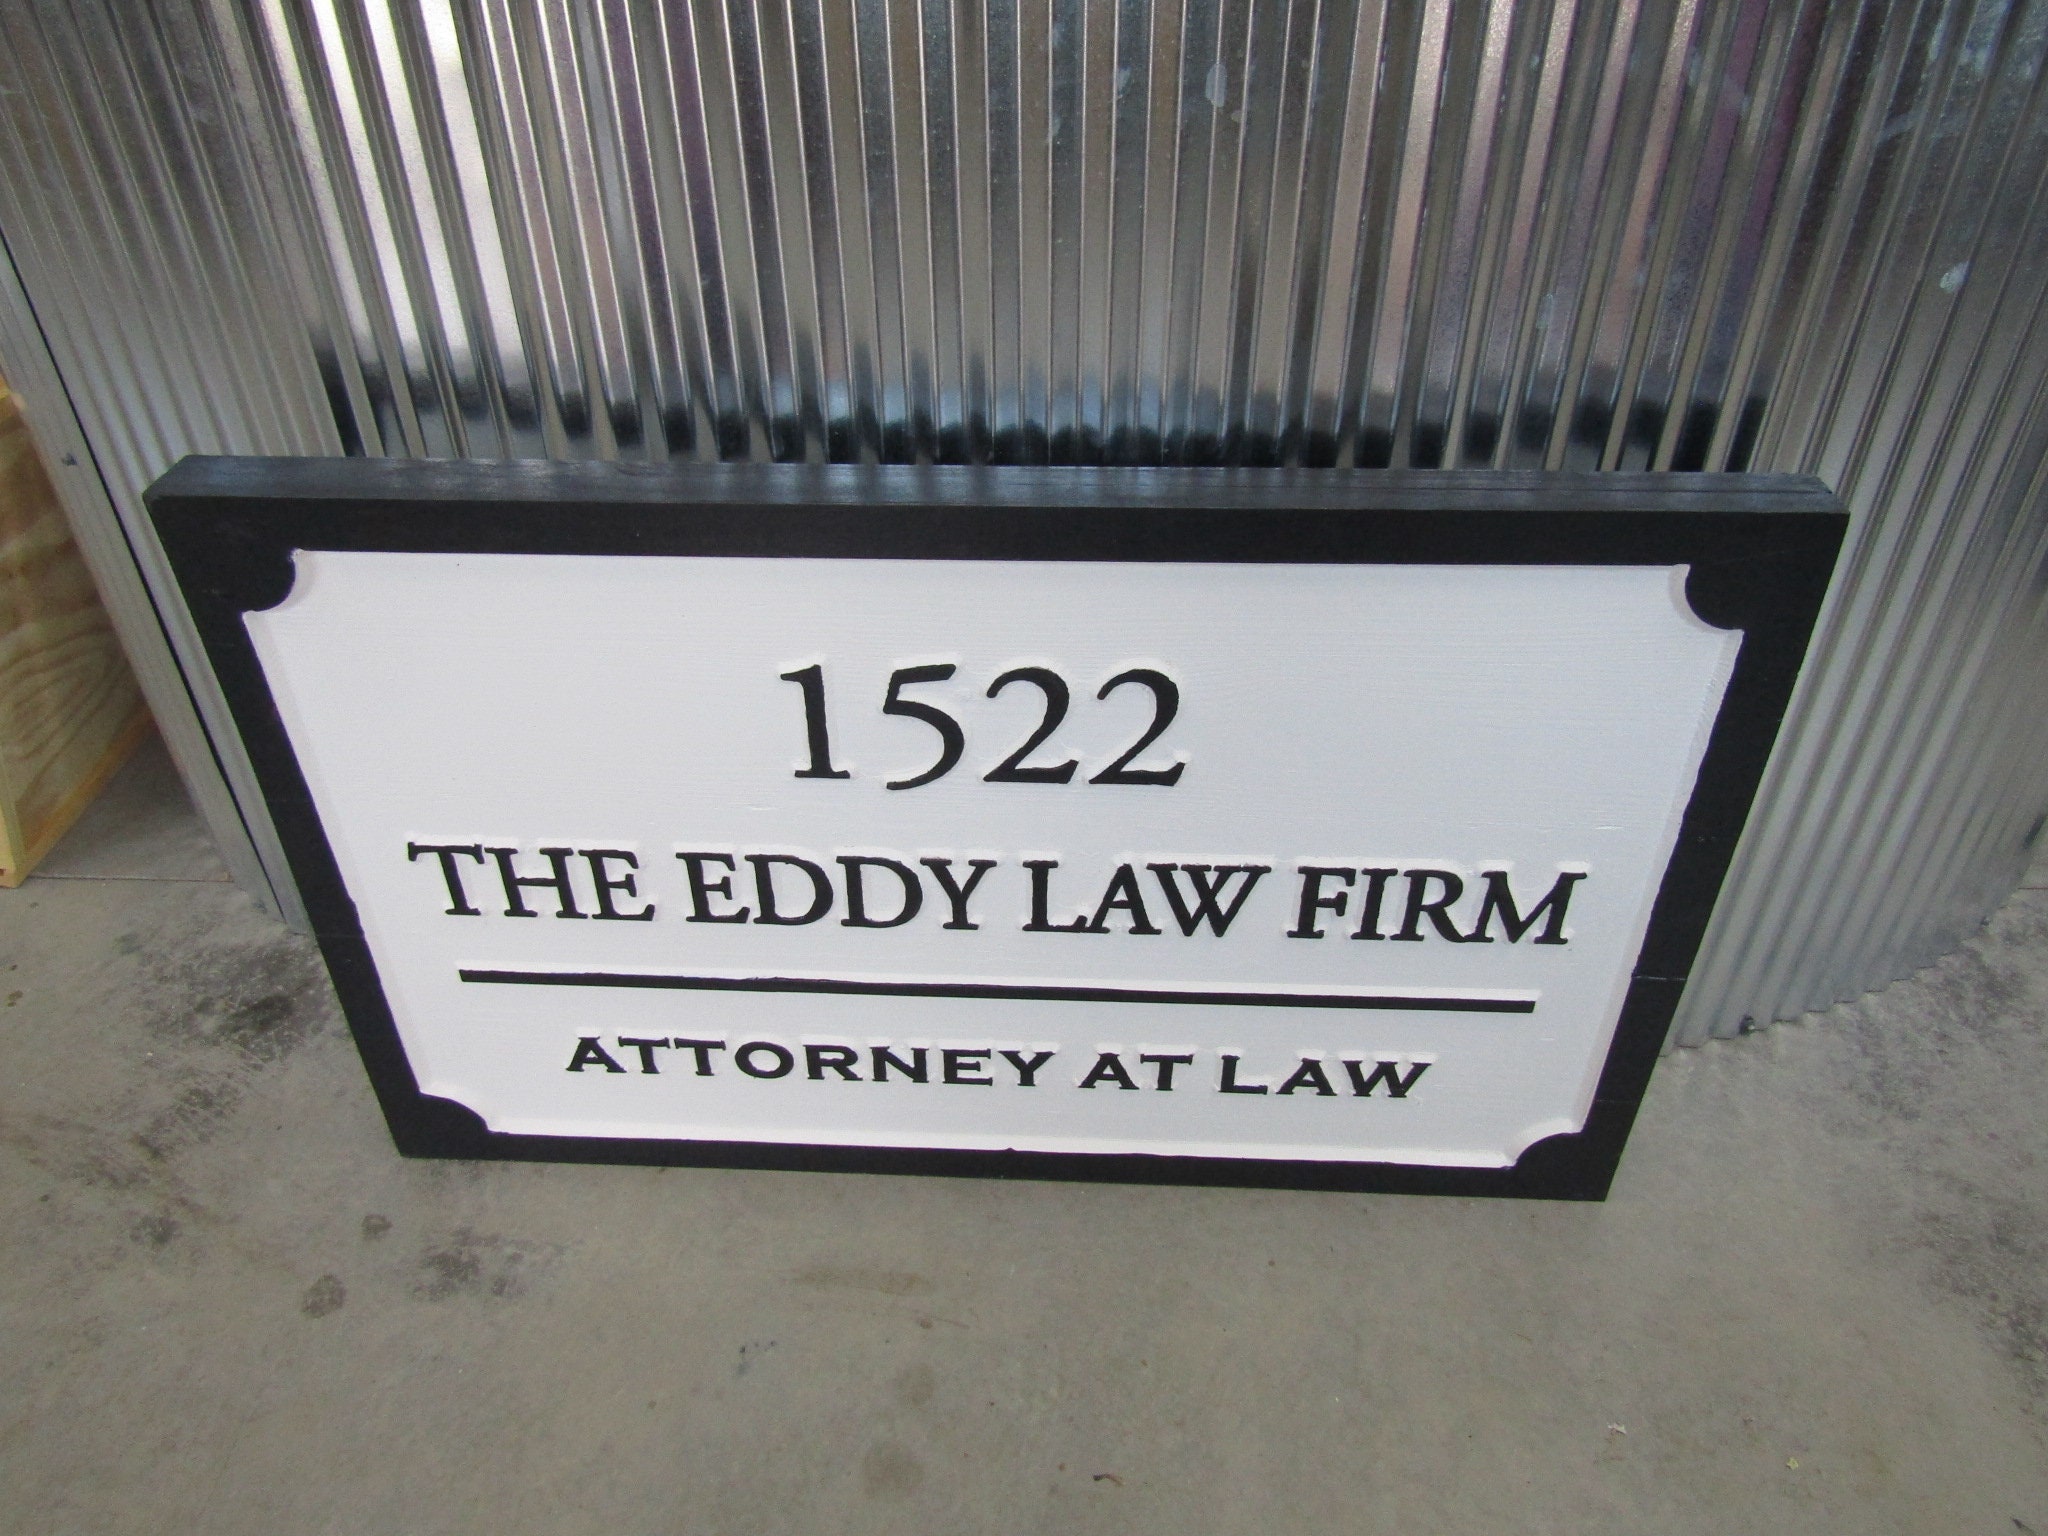 1522
THE EDDY LAW FIRM
ATTORNEY AT LAW